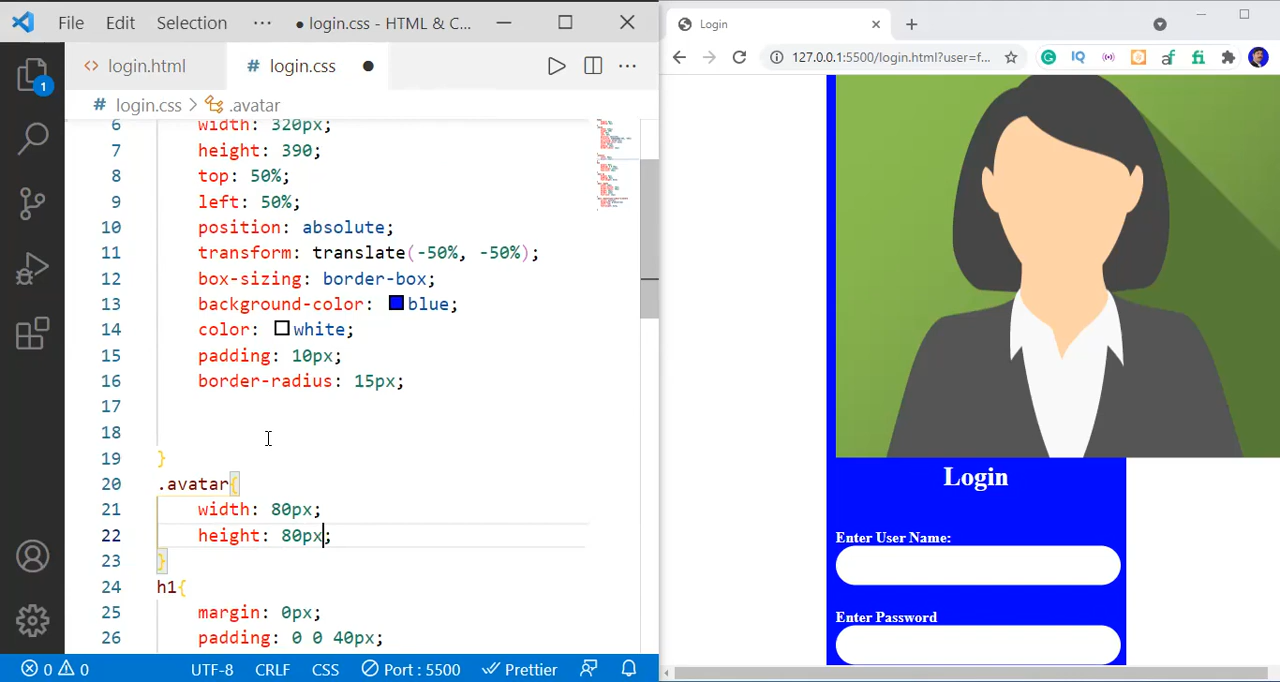 File Edit Selection ··· ● login.css - HTML & C...
login.html # login.css ●
# login.css > .avatar
1
6 width: 320px;
7 height: 390;
8 top: 50%;
9 left: 50%;
10 position: absolute;
11 transform: translate(-50%, -50%);
12 box-sizing: border-box;
13 background-color: blue;
14 color: white;
15 padding: 10px;
16 border-radius: 15px;
17
18
19 }
20 .avatar{
21 width: 80px;
22 height: 80px;
23 }
24 h1{
25 margin: 0px;
26 padding: 0 0 40px;
0 0 UTF-8 CRLF CSS Port : 5500 Prettier
Login
127.0.0.1:5500/login.html?user=f...
G IQ af fi
Login
Enter User Name:
Enter Password